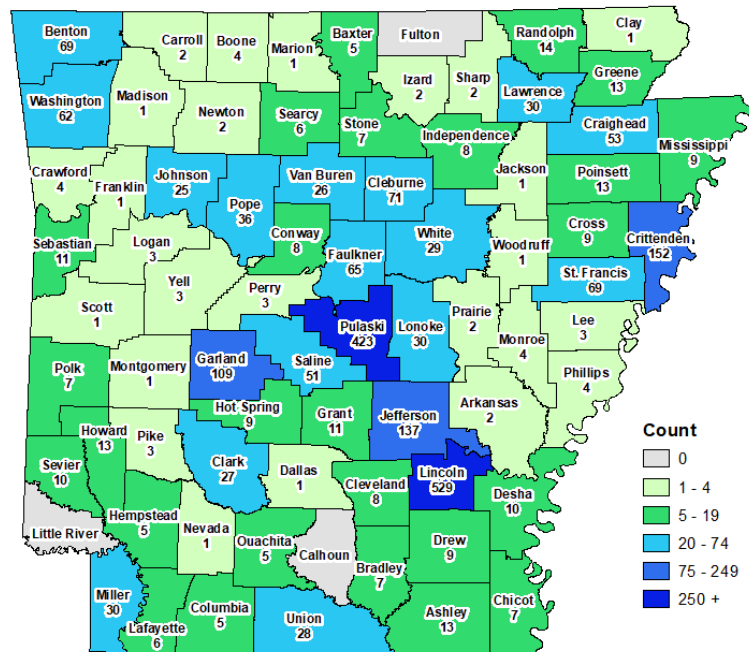 Benton
69
Carroll
2
Boone
4
Marion
1
Baxter
5
Fulton
Randolph
14
Clay
1
Washington
62
Madison
1
Newton
2
Searcy
6
Stone
7
Izard
2
Sharp
2
Lawrence
30
Greene
13
Craighead
53
Mississippi
9
Independence
8
Jackson
1
Poinsett
13
Crawford
4
Franklin
1
Johnson
25
Pope
36
Van Buren
26
Cleburne
71
White
29
Woodruff
1
Cross
9
Crittenden
152
Sebastian
11
Logan
3
Conway
8
Faulkner
65
St. Francis
69
Yell
3
Perry
3
Scott
1
Pulaski
423
Lonoke
30
Prairie
2
Monroe
4
Lee
3
Phillips
4
Polk
7
Montgomery
1
Garland
109
Saline
51
Hot Spring
9
Grant
11
Jefferson
137
Arkansas
2
Howard
13
Pike
3
Sevier
10
Clark
27
Dallas
1
Cleveland
8
Lincoln
529
Desha
10
Little River
Hempstead
5
Nevada
1
Ouachita
5
Calhoun
Bradley
7
Drew
9
Miller
30
Lafayette
6
Columbia
5
Union
28
Ashley
13
Chicot
7
Count
0
1 - 4
5 - 19
20 - 74
75 - 249
250 +